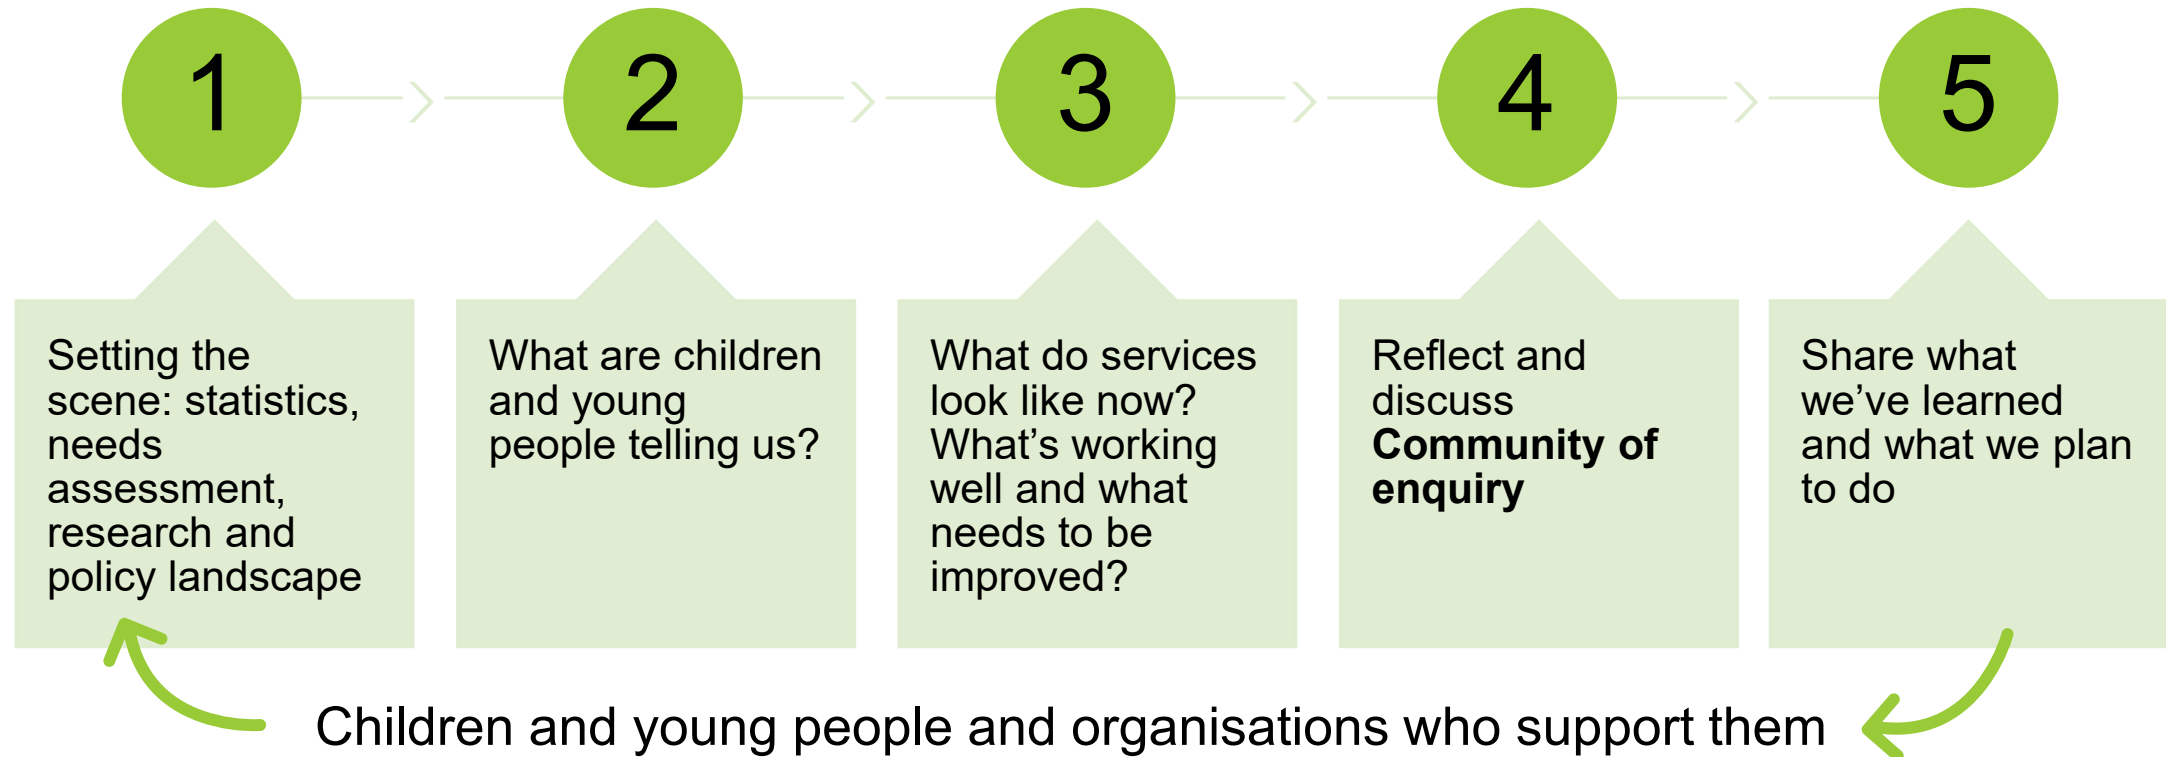 1
2
3
4
5
Setting the
scene: statistics,
needs
assessment,
research and
policy landscape
What are children
and young
people telling us?
What do services
look like now?
What’s working
well and what
needs to be
improved?
Reflect and
discuss
Community of
enquiry
Share what
we’ve learned
and what we plan
to do
Children and young people and organisations who support them